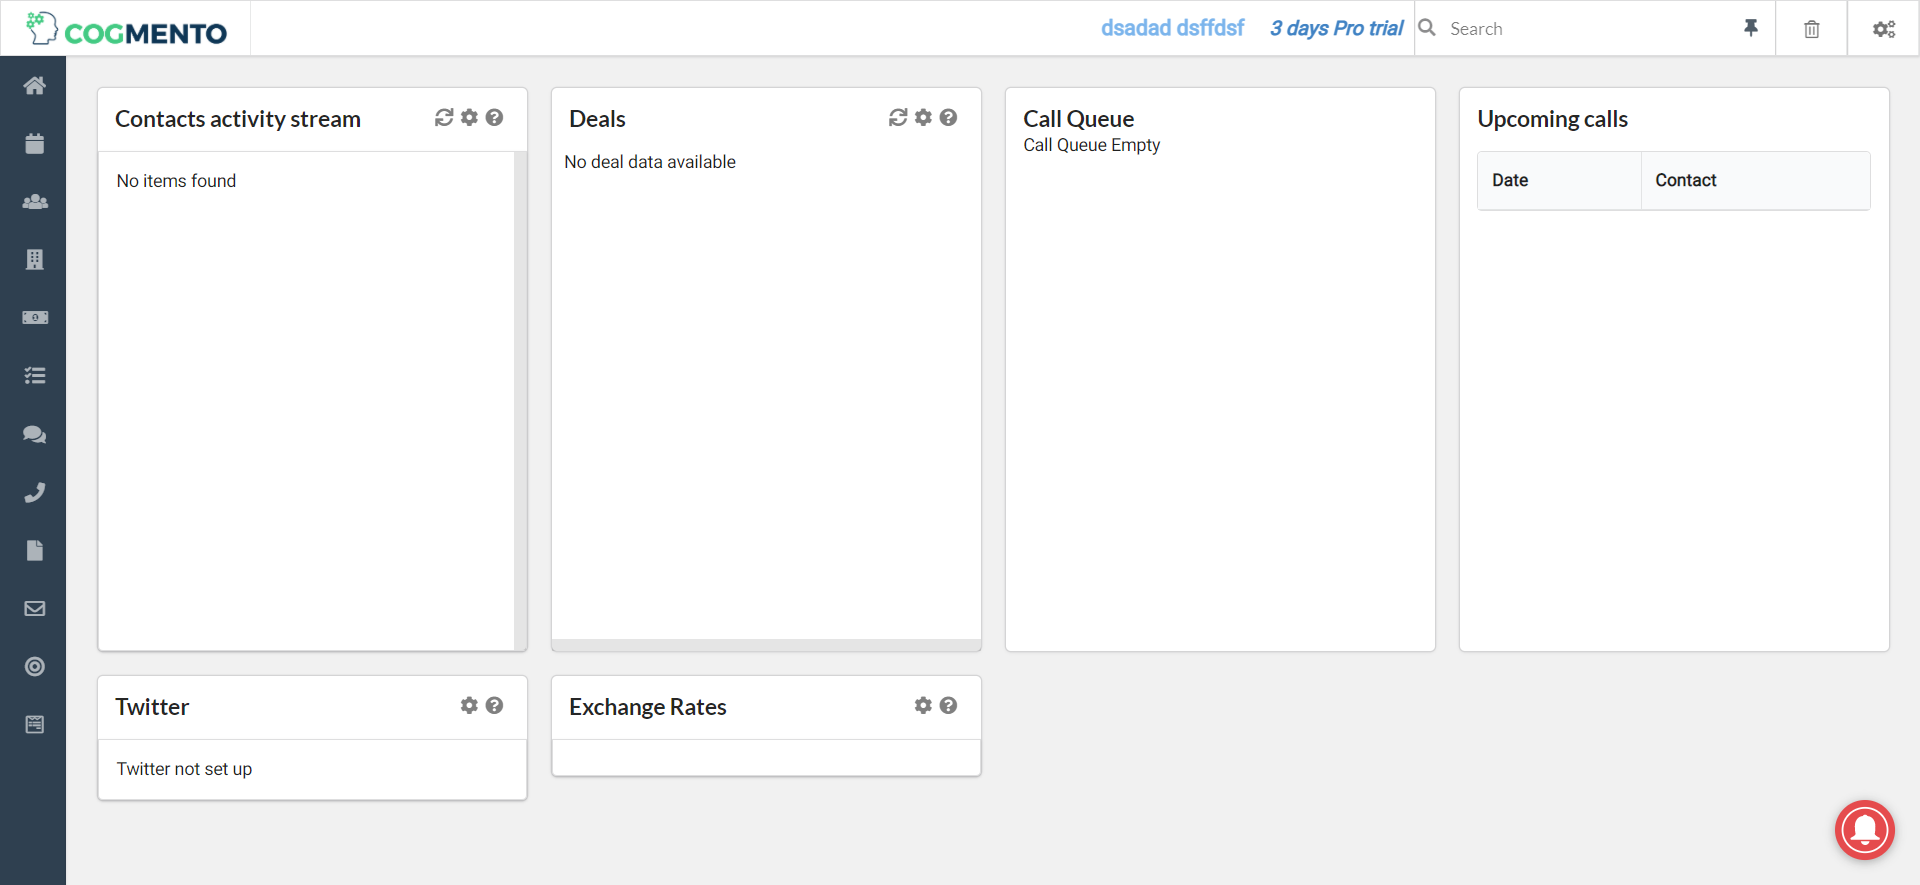 COGMENTO
dsadad dsffdsf
3 days Pro trial
Search
Contacts activity stream
No items found
Deals
No deal data available
Call Queue
Call Queue Empty
Upcoming calls
Date
Contact
Twitter
Twitter not set up
Exchange Rates